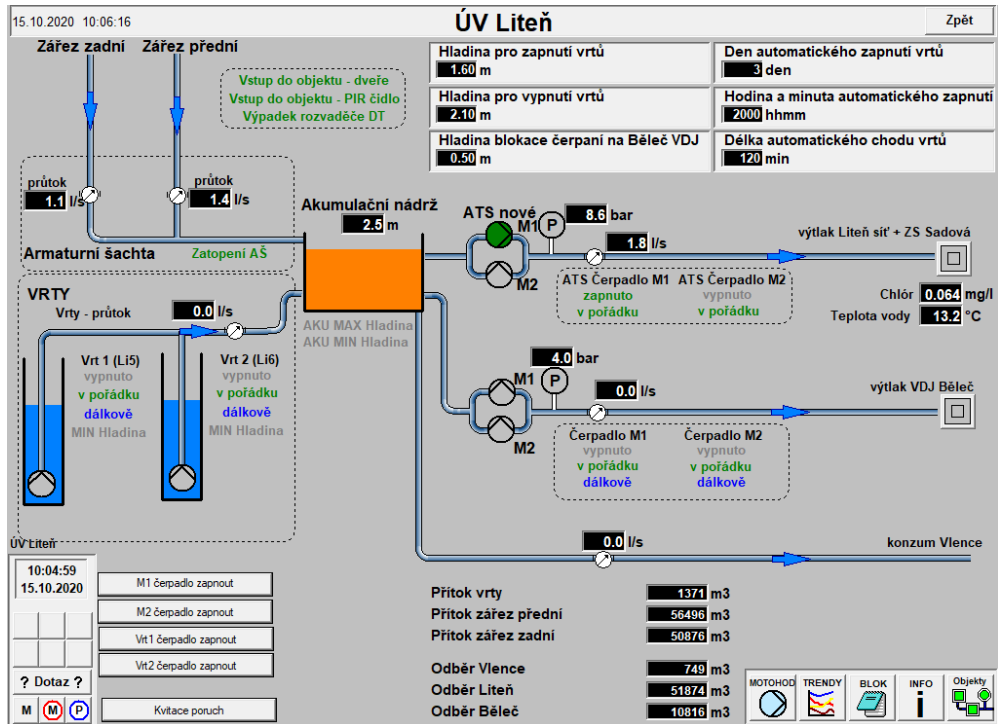 15.10.2020 10:06:16
ÚV Liteň
Zpět
Zářez zadní
Zářez přední
Vstup do objektu - dveře
Vstup do objektu - PIR čídlo
Výpadek rozvaděče DT
Hladina pro zapnutí vrtů
1.60 m
Den automatického zapnutí vrtů
3 den
Hladina pro vypnutí vrtů
2.10 m
Hodina a minuta automatického zapnutí
2000 hhmm
Hladina blokace čerpaní na Běleč VDJ
0.50 m
Délka automatického chodu vrtů
120 min
průtok
1.1 l/s
průtok
1.4 l/s
Armaturní šachta
Zatopení AŠ
Akumulační nádrž
2.5 m
AKU MAX Hladina
AKU MIN Hladina
ATS nové
M1
P
8.6 bar
1.8 l/s
M2
ATS Čerpadlo M1
zapnuto
v pořádku
ATS Čerpadlo M2
vypnuto
v pořádku
výtlak Liteň síť + ZS Sadová
Chlór 0.064 mg/l
Teplota vody 13.2 °C
VRTY
Vrty - průtok
0.0 l/s
Vrt 1 (Li5)
vypnuto
v pořádku
dálkově
MIN Hladina
Vrt 2 (Li6)
vypnuto
v pořádku
dálkově
MIN Hladina
4.0 bar
M1
P
0.0 l/s
M2
výtlak VDJ Běleč
Čerpadlo M1
vypnuto
v pořádku
dálkově
Čerpadlo M2
vypnuto
v pořádku
dálkově
0.0 l/s
konzum Vlence
ÚV Liteň
10:04:59
15.10.2020
? Dotaz ?
M
M
P
M1 čerpadlo zapnout
M2 čerpadlo zapnout
Vrt1 čerpadlo zapnout
Vrt2 čerpadlo zapnout
Kvitace poruch
Přítok vrty 1371 m3
Přítok zářez přední 56496 m3
Přítok zářez zadní 50876 m3
Odběr Vlence 749 m3
Odběr Liteň 51874 m3
Odběr Běleč 10816 m3
MOTOHOD
TRENDY
BLOK
INFO
i
Objekty